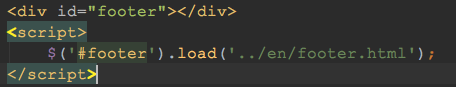 <div id="footer"></div>
<script>
$('#footer').load('../en/footer.html');
</script>